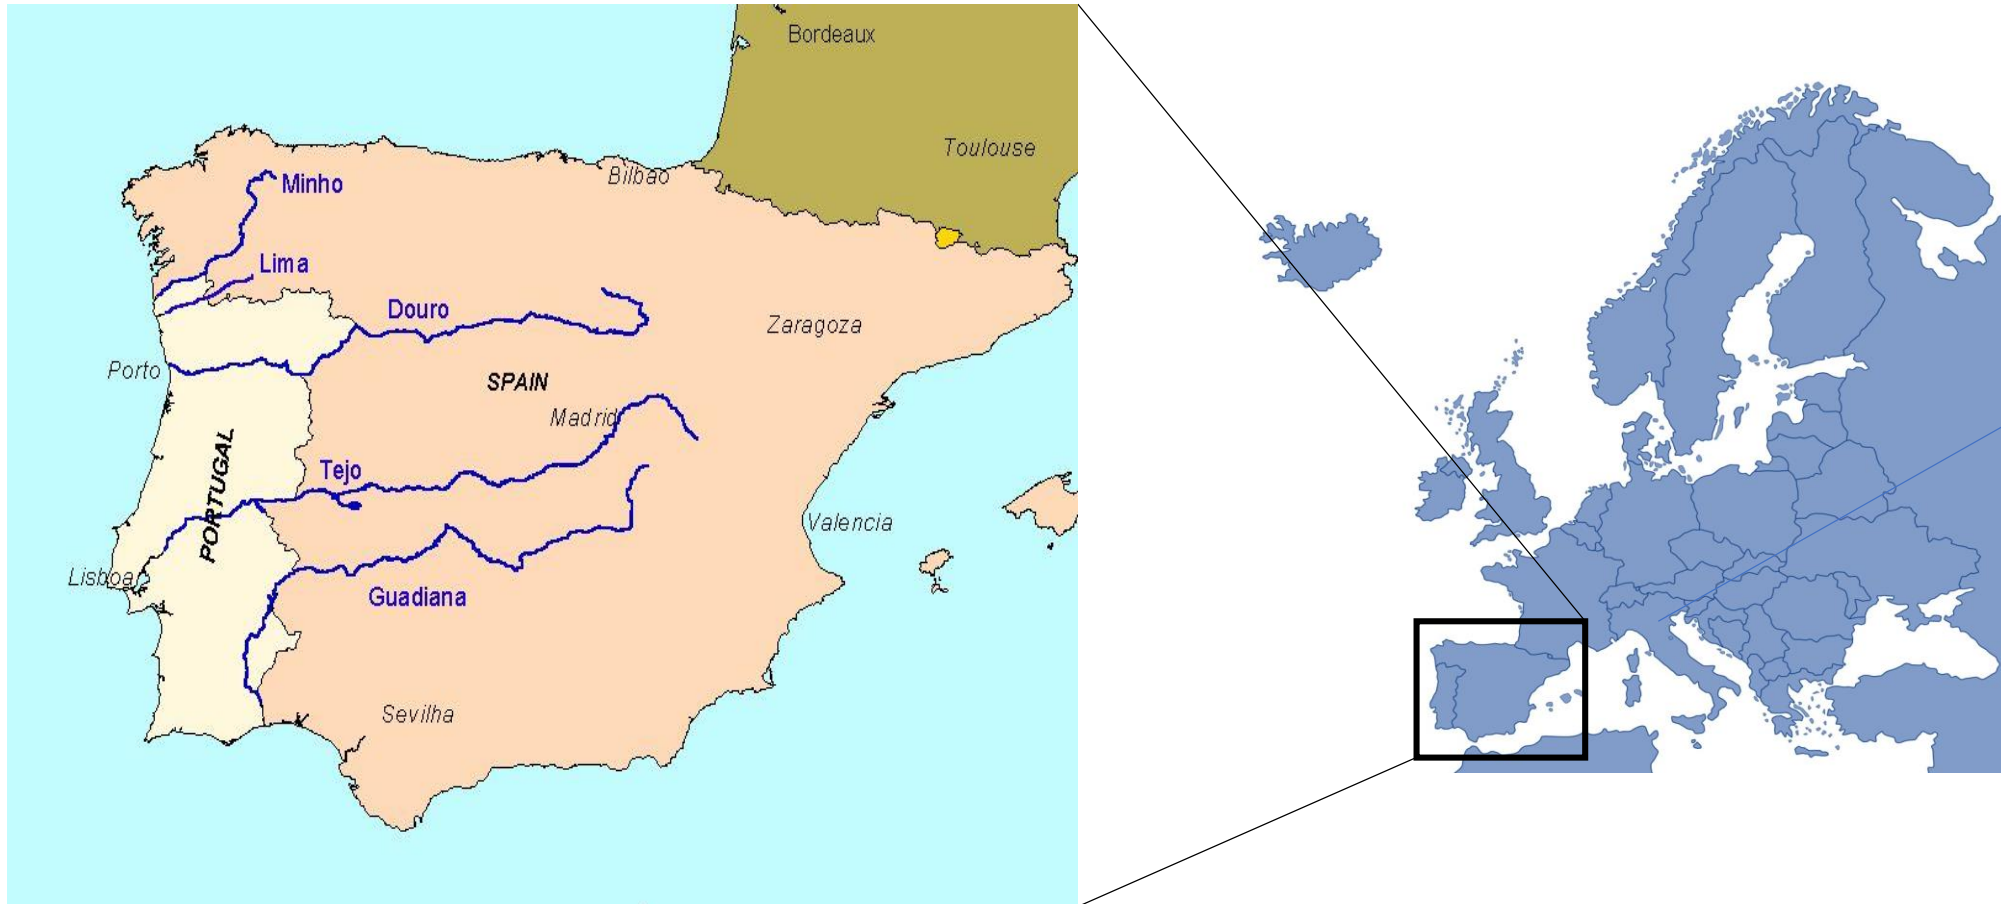 Bordeaux
Toulouse
Bilbao
Minho
Lima
Douro
Zaragoza
Porto
SPAIN
Madrid
PORTUGAL
Tejo
Valencia
Lisboa
Guadiana
Sevilha